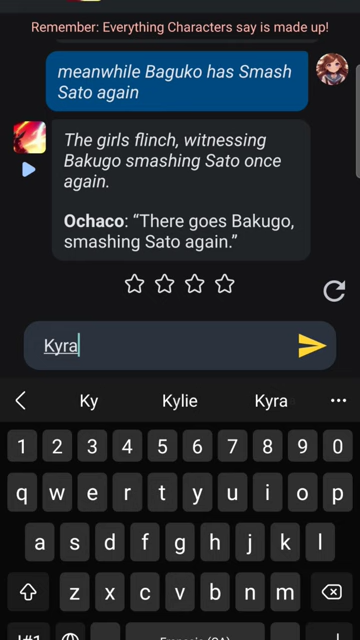 Remember: Everything Characters say is made up!
meanwhile Baguko has Smash
Sato again
The girls flinch, witnessing
Bakugo smashing Sato once
again.
Ochaco: “There goes Bakugo,
smashing Sato again.”
Kyra
Ky Kylie Kyra
1 2 3 4 5 6 7 8 9 0
q w e r t y u i o p
a s d f g h j k l
z x c v b n m